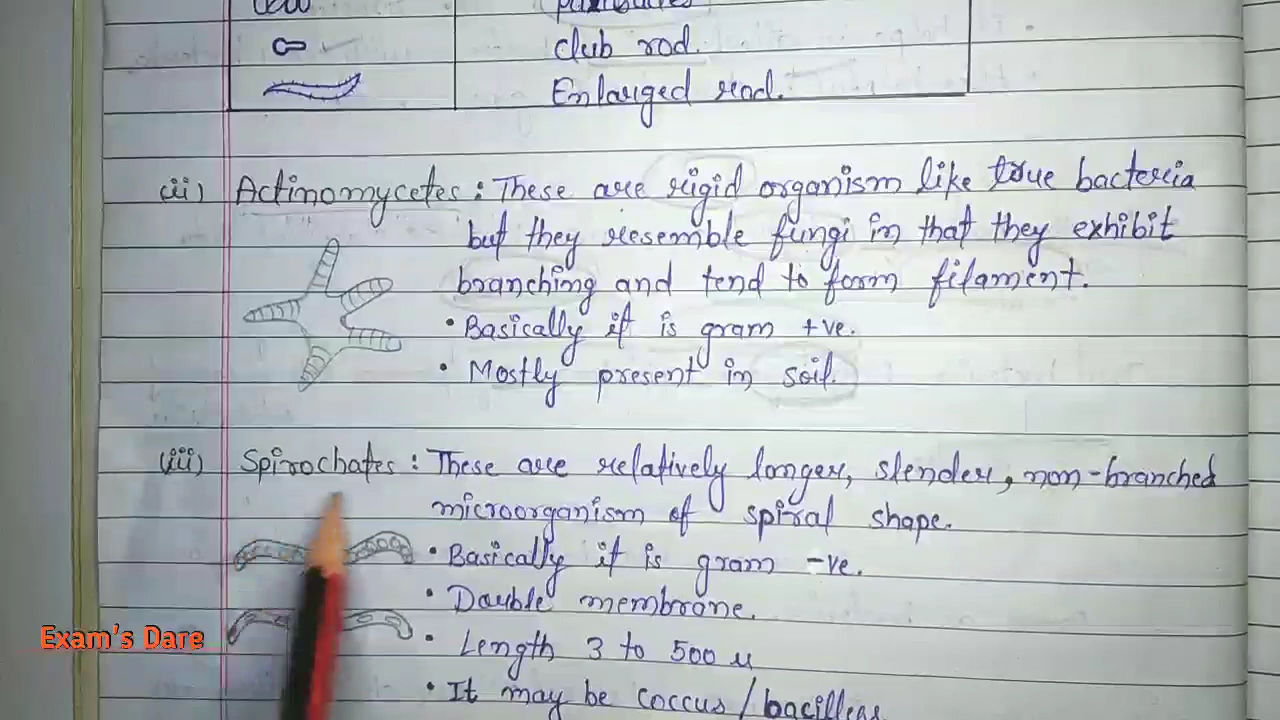 club rod.
Enlarged rod.
(ii) Actinomycetes : These are rigid organism like true bacteria
but they resemble fungi in that they exhibit
branching and tend to form filament.
• Basically it is gram +ve.
• Mostly present in soil.
(iii) Spirochates : These are relatively longer, slender, non-branched
microorganism of spiral shape.
• Basically it is gram -ve.
• Double membrane.
Exam's Dare
• Length 3 to 500 u
• It may be coccus/bacillus